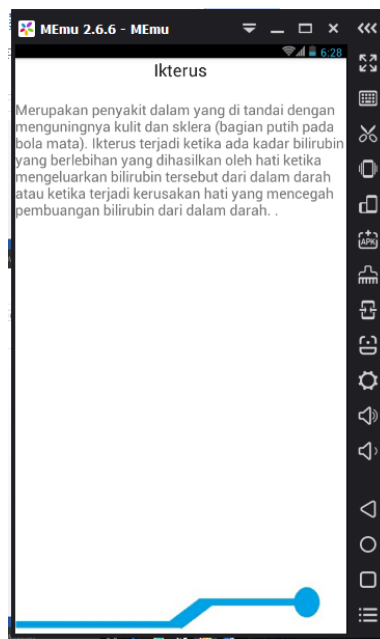 MEmu 2.6.6 - MEmu
6:28
Ikterus
Merupakan penyakit dalam yang di tandai dengan
menguningnya kulit dan sklera (bagian putih pada
bola mata). Ikterus terjadi ketika ada kadar bilirubin
yang berlebihan yang dihasilkan oleh hati ketika
mengeluarkan bilirubin tersebut dari dalam darah
atau ketika terjadi kerusakan hati yang mencegah
pembuangan bilirubin dari dalam darah. .
APK